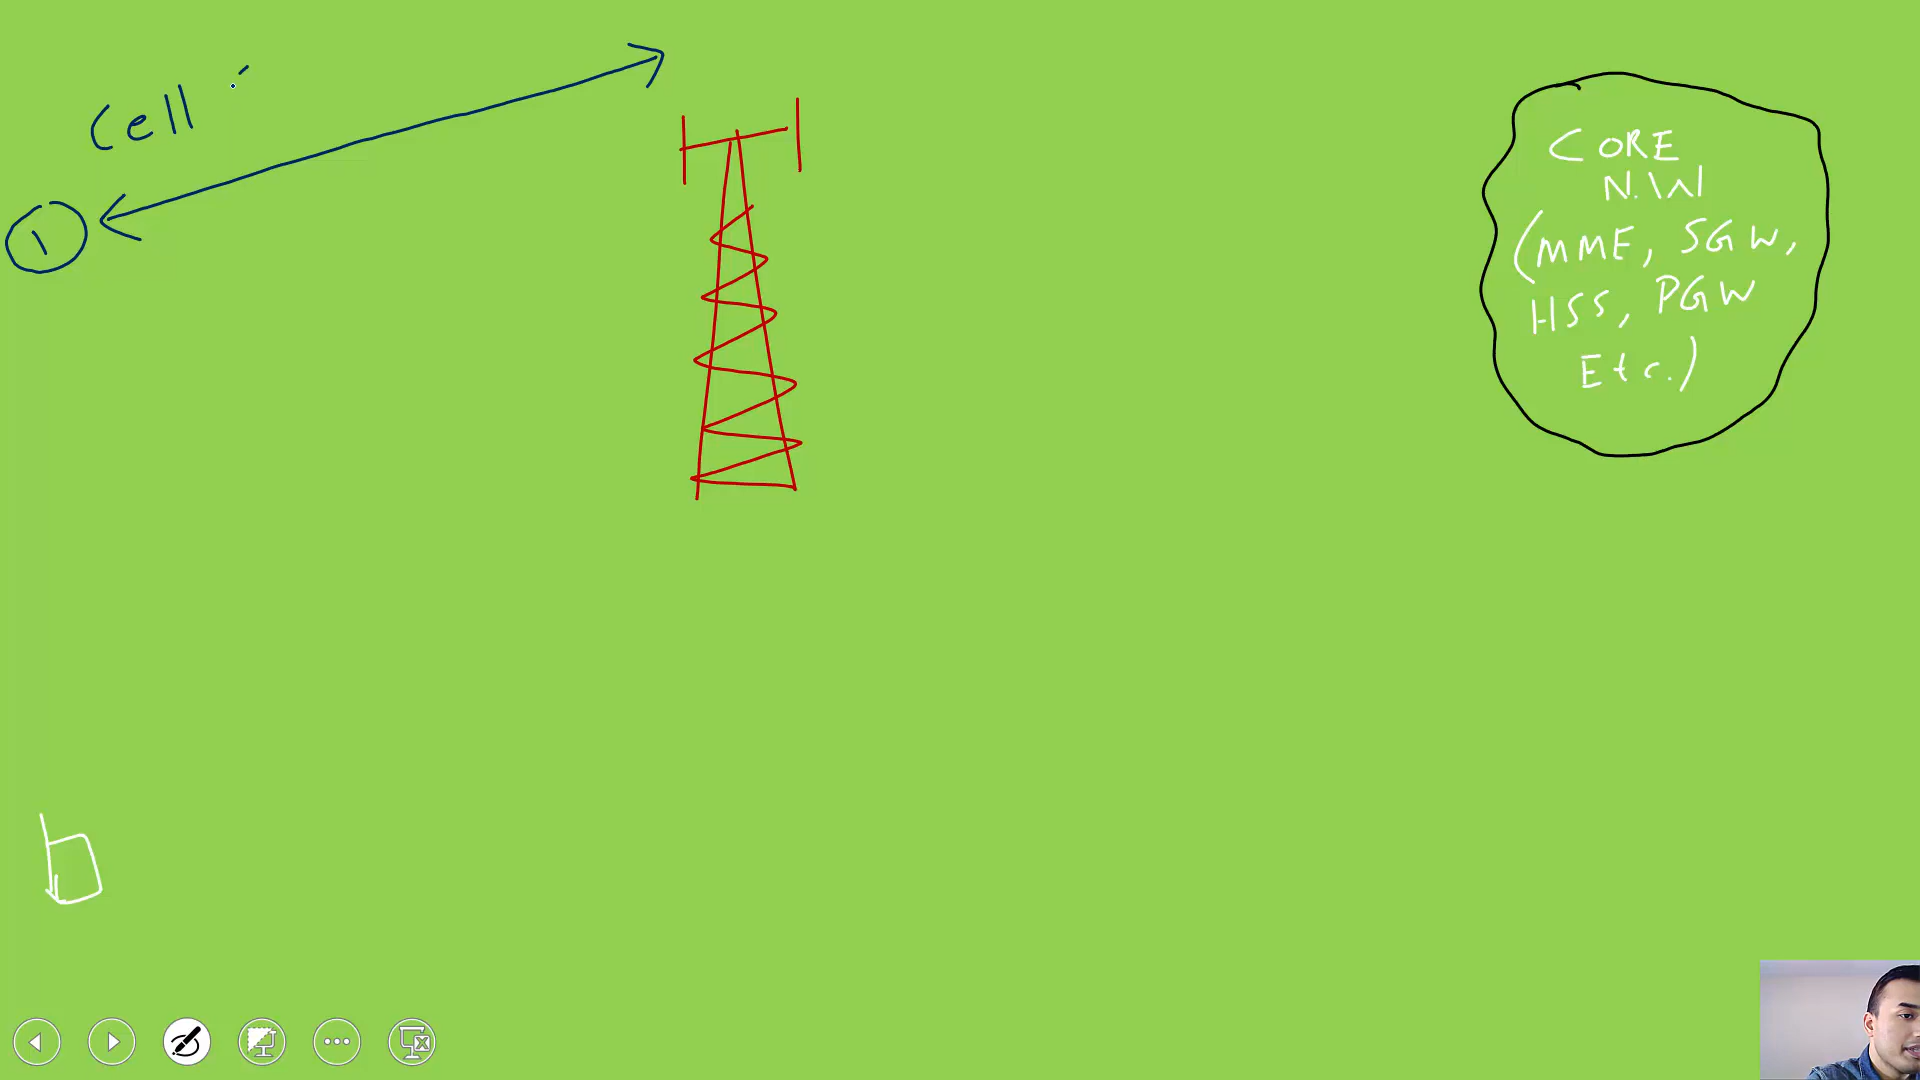 Cell
1
CORE
N.W
(MME, SGW,
HSS, PGW
Etc.)